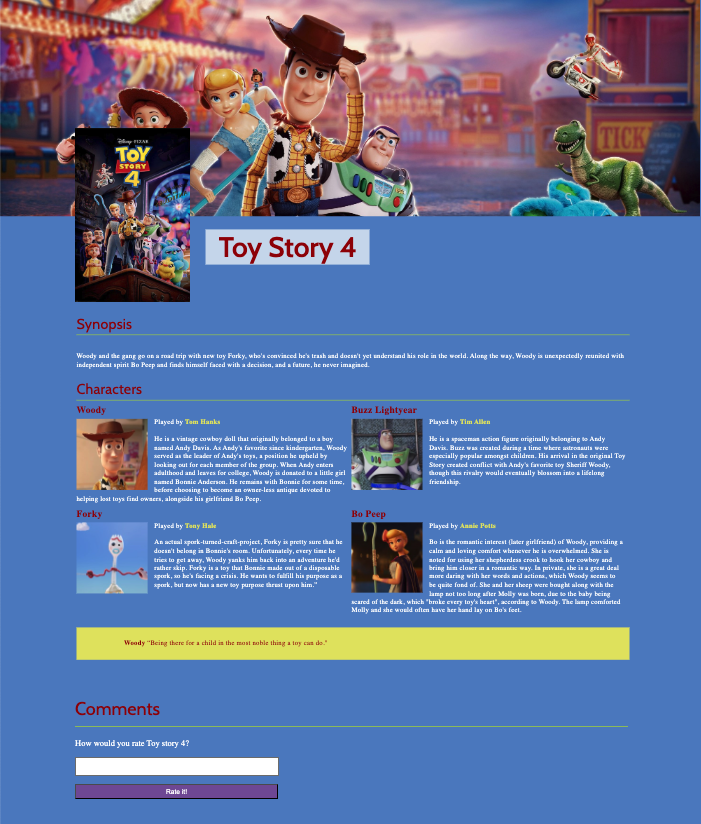 TICK
Disney PIXAR
TOY
STORY
4
Toy Story 4
Synopsis
Woody and the gang go on a road trip with new toy Forky, who's convinced he's trash and doesn't yet understand his role in the world. Along the way, Woody is unexpectedly reunited with
independent spirit Bo Peep and finds himself faced with a decision, and a future, he never imagined.
Characters
Woody
Played by Tom Hanks
He is a vintage cowboy doll that originally belonged to a boy
named Andy Davis. As Andy's favorite since kindergarten, Woody
served as the leader of Andy's toys, a position he upheld by
looking out for each member of the group. When Andy enters
adulthood and leaves for college, Woody is donated to a little girl
named Bonnie Anderson. He remains with Bonnie for some time,
before choosing to become an owner-less antique devoted to
helping lost toys find owners, alongside his girlfriend Bo Peep.
Buzz Lightyear
Played by Tim Allen
He is a spaceman action figure originally belonging to Andy
Davis. Buzz was created during a time where astronauts were
especially popular amongst children. His arrival in the original Toy
Story created conflict with Andy's favorite toy Sheriff Woody,
though this rivalry would eventually blossom into a lifelong
friendship.
Forky
Played by Tony Hale
An actual spork-turned-craft-project, Forky is pretty sure that he
doesn't belong in Bonnie's room. Unfortunately, every time he
tries to get away, Woody yanks him back into an adventure he'd
rather skip. Forky is a toy that Bonnie made out of a disposable
spork, so he's facing a crisis. He wants to fulfill his purpose as a
spork, but now has a new toy purpose thrust upon him."
Bo Peep
Played by Annie Potts
Bo is the romantic interest (later girlfriend) of Woody, providing a
calm and loving comfort whenever he is overwhelmed. She is
noted for using her shepherdess crook to hook her cowboy and
bring him closer in a romantic way. In private, she is a great deal
more daring with her words and actions, which Woody seems to
be quite fond of. She and her sheep were bought along with the
lamp not too long after Molly was born, due to the baby being
scared of the dark, which "broke every toy's heart", according to Woody. The lamp comforted
Molly and she would often have her hand lay on Bo's feet.
Woody "Being there for a child in the most noble thing a toy can do."
Comments
How would you rate Toy story 4?
Rate it!